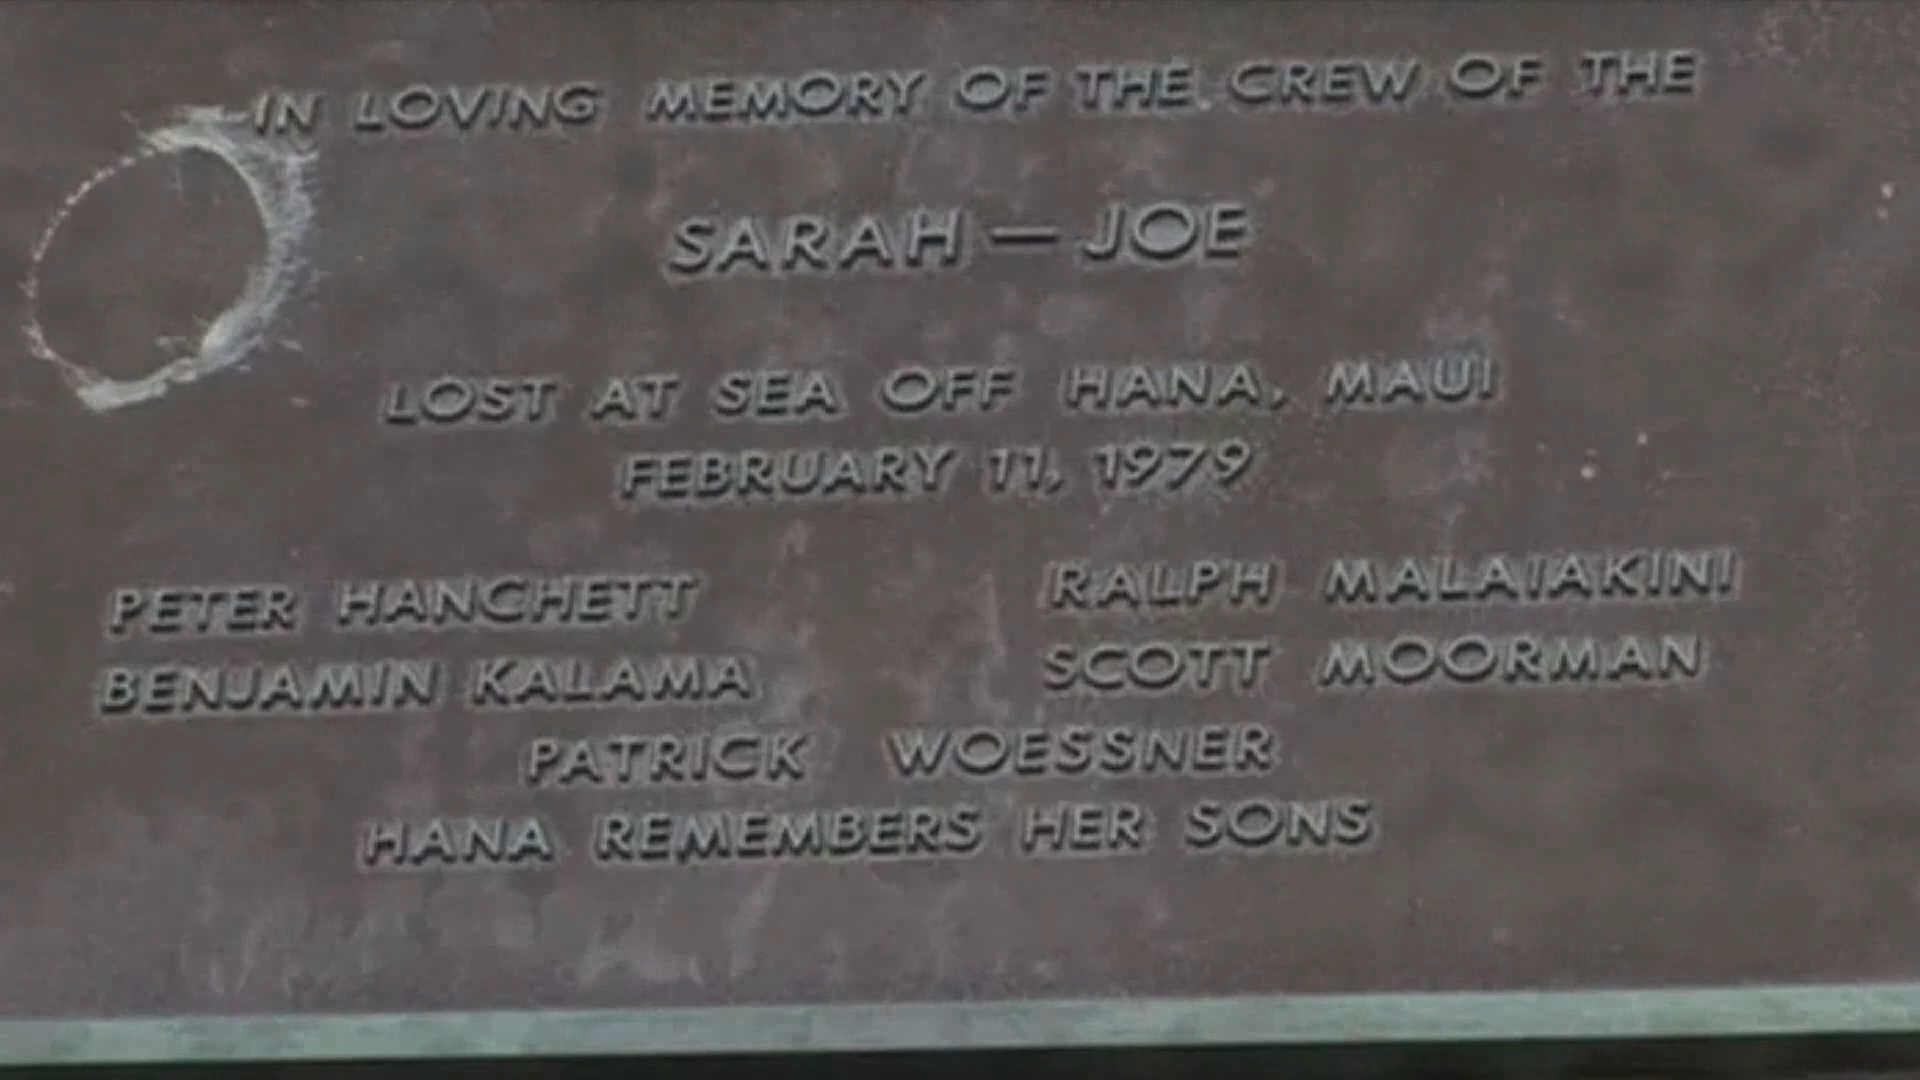 IN LOVING MEMORY OF THE CREW OF THE
SARAH — JOE
LOST AT SEA OFF HANA, MAUI
FEBRUARY 11, 1979
PETER HANCHETT RALPH MALAIAKINI
BENJAMIN KALAMA SCOTT MOORMAN
PATRICK WOESSNER
HANA REMEMBERS HER SONS